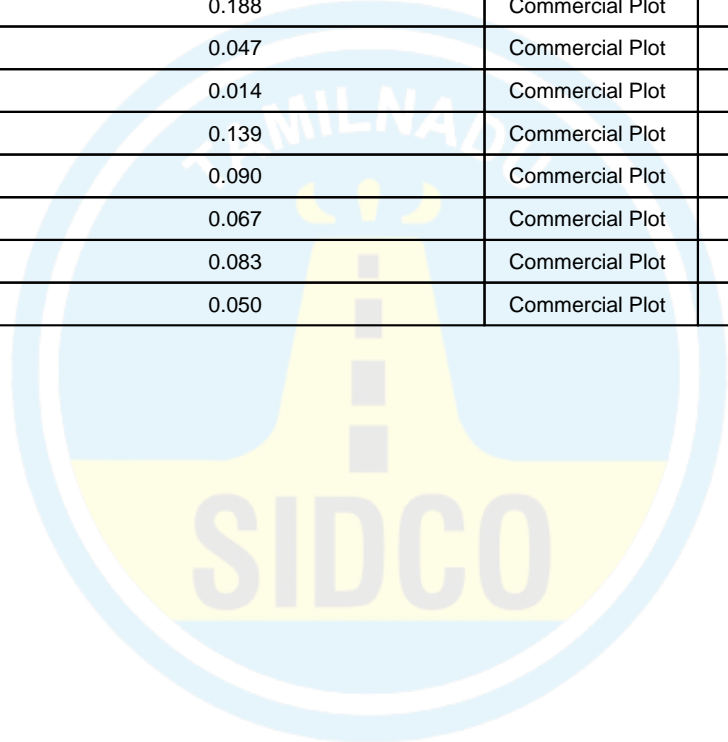 0.188 Commercial Plot
0.047 Commercial Plot
0.014 Commercial Plot
0.139 Commercial Plot
0.090 Commercial Plot
0.067 Commercial Plot
0.083 Commercial Plot
0.050 Commercial Plot
TAMILNADU
SIDCO